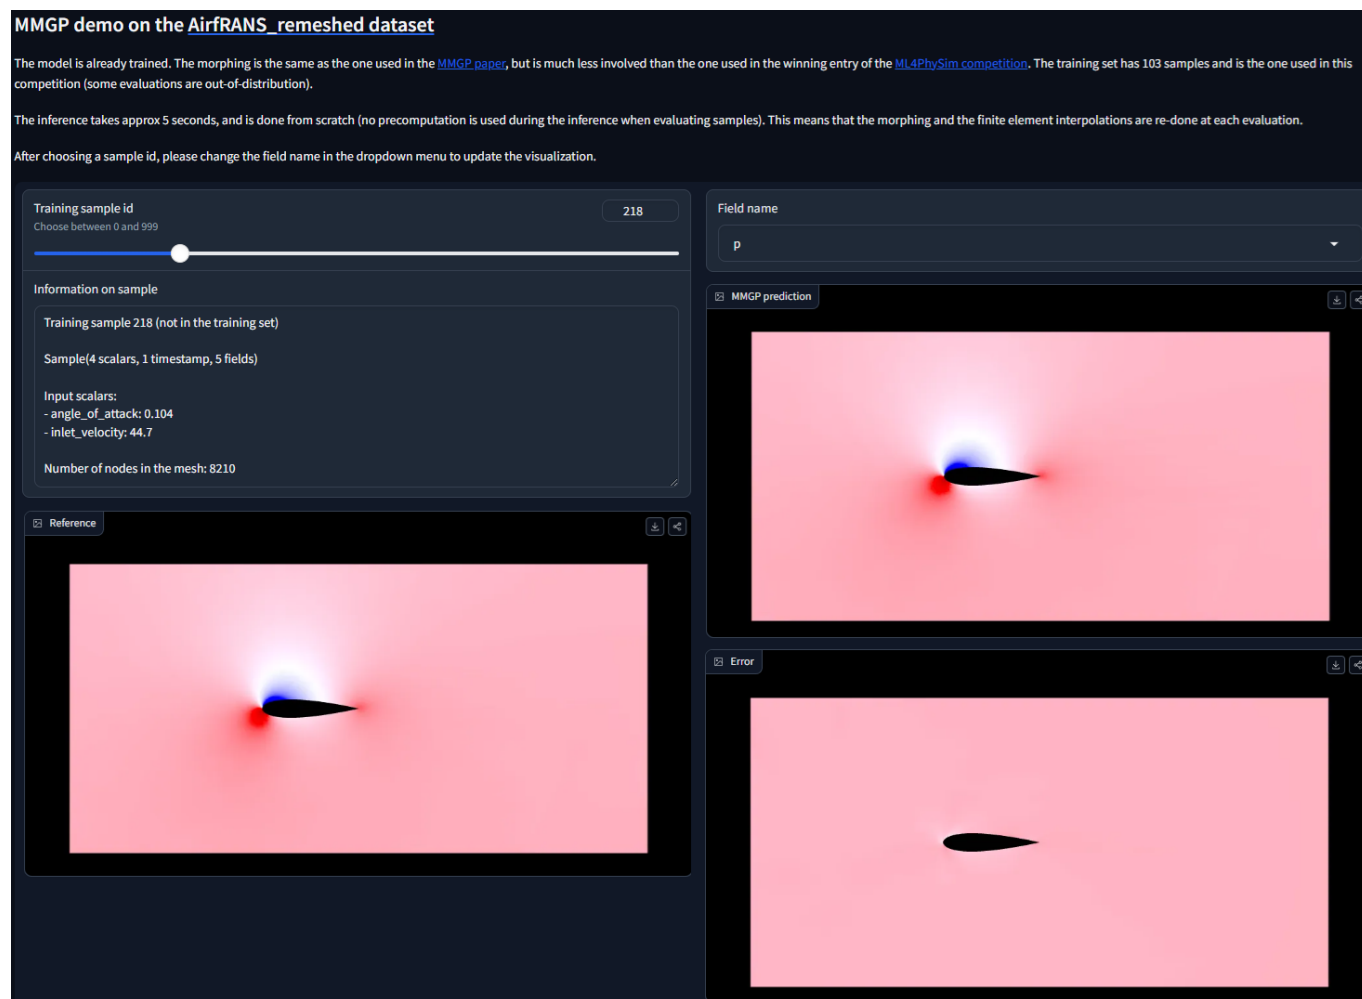 MMGP demo on the AirfRANS_remeshed dataset
The model is already trained. The morphing is the same as the one used in the MMGP paper, but is much less involved than the one used in the winning entry of the ML4PhySim competition. The training set has 103 samples and is the one used in this
competition (some evaluations are out-of-distribution).
The inference takes approx 5 seconds, and is done from scratch (no precomputation is used during the inference when evaluating samples). This means that the morphing and the finite element interpolations are re-done at each evaluation.
After choosing a sample id, please change the field name in the dropdown menu to update the visualization.
Training sample id
218
Choose between 0 and 999
Information on sample
Training sample 218 (not in the training set)
Sample(4 scalars, 1 timestamp, 5 fields)
Input scalars:
- angle_of_attack: 0.104
- inlet_velocity: 44.7
Number of nodes in the mesh: 8210
Reference
Field name
p
MMGP prediction
Error